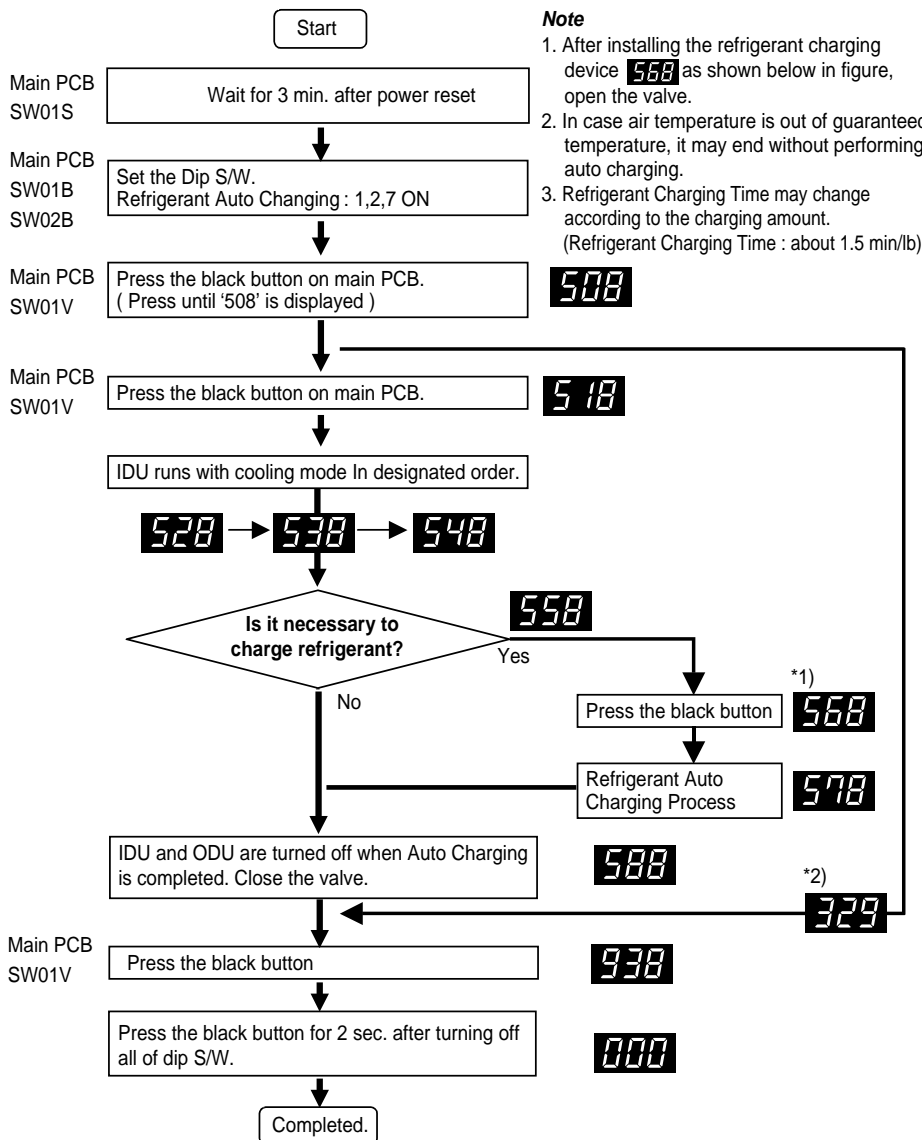 Start
Main PCB
SW01S
Wait for 3 min. after power reset
Main PCB
SW01B
SW02B
Set the Dip S/W.
Refrigerant Auto Changing : 1,2,7 ON
Main PCB
SW01V
Press the black button on main PCB.
( Press until ‘508’ is displayed )
508
Main PCB
SW01V
Press the black button on main PCB.
518
IDU runs with cooling mode In designated order.
528
538
548
Is it necessary to
charge refrigerant?
558
Yes
No
Press the black button
*1)
568
Refrigerant Auto
Charging Process
578
IDU and ODU are turned off when Auto Charging
is completed. Close the valve.
588
*2)
329
Main PCB
SW01V
Press the black button
938
Press the black button for 2 sec. after turning off
all of dip S/W.
000
Completed.
Note
1. After installing the refrigerant charging
device 568 as shown below in figure,
open the valve.
2. In case air temperature is out of guaranteed
temperature, it may end without performing
auto charging.
3. Refrigerant Charging Time may change
according to the charging amount.
(Refrigerant Charging Time : about 1.5 min/lb)